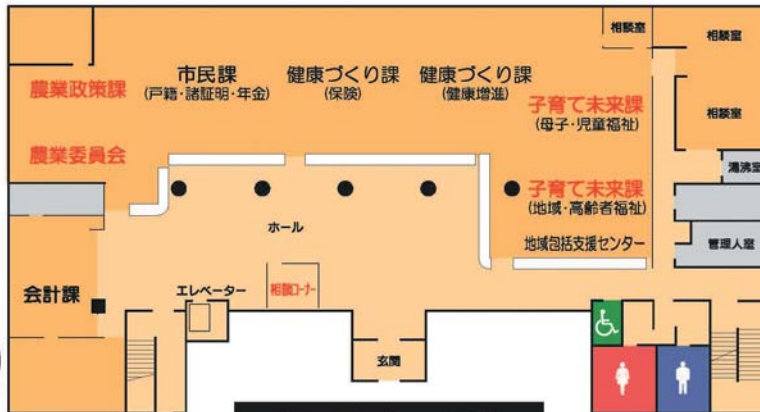 相談室
相談室
農業政策課
市民課
(戸籍・諸証明・年金)
健康づくり課
(保険)
健康づくり課
(健康増進)
子育て未来課
(母子・児童福祉)
相談室
農業委員会
湯沸室
子育て未来課
(地域・高齢者福祉)
ホール
地域包括支援センター
管理人室
会計課
エレベーター
相談コーナー
玄関